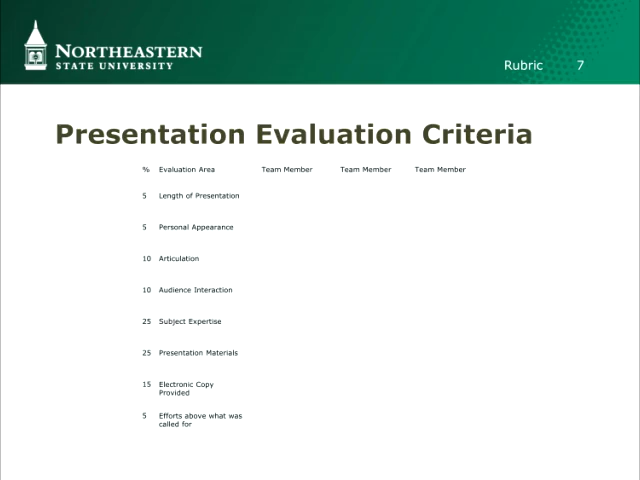 NORTHEASTERN
STATE UNIVERSITY
Rubric 7
Presentation Evaluation Criteria
% Evaluation Area Team Member Team Member Team Member
5 Length of Presentation
5 Personal Appearance
10 Articulation
10 Audience Interaction
25 Subject Expertise
25 Presentation Materials
15 Electronic Copy
Provided
5 Efforts above what was
called for